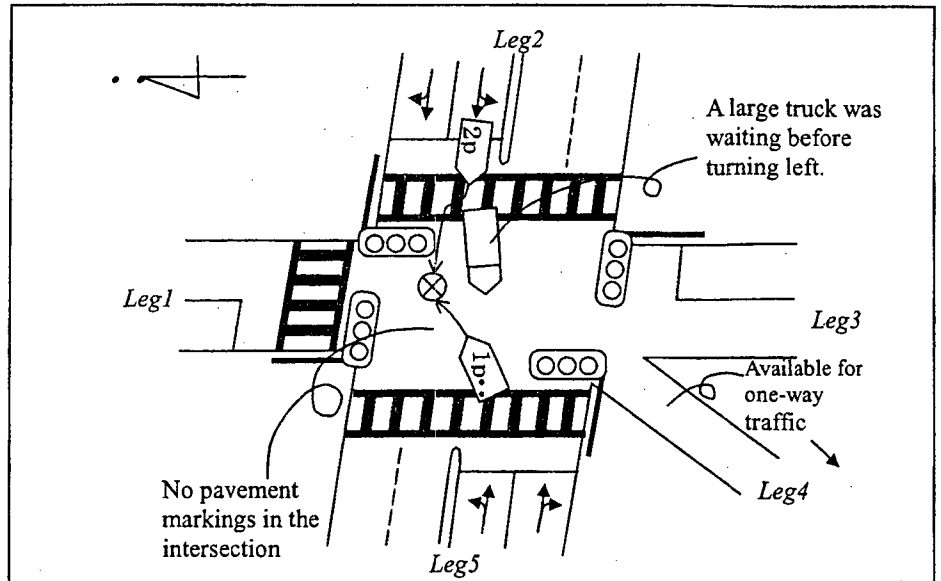 Leg2
A large truck was
waiting before
turning left.
2p
Leg1
Leg3
1p••
Available for
one-way
traffic
Leg4
No pavement
markings in the
intersection
Leg5